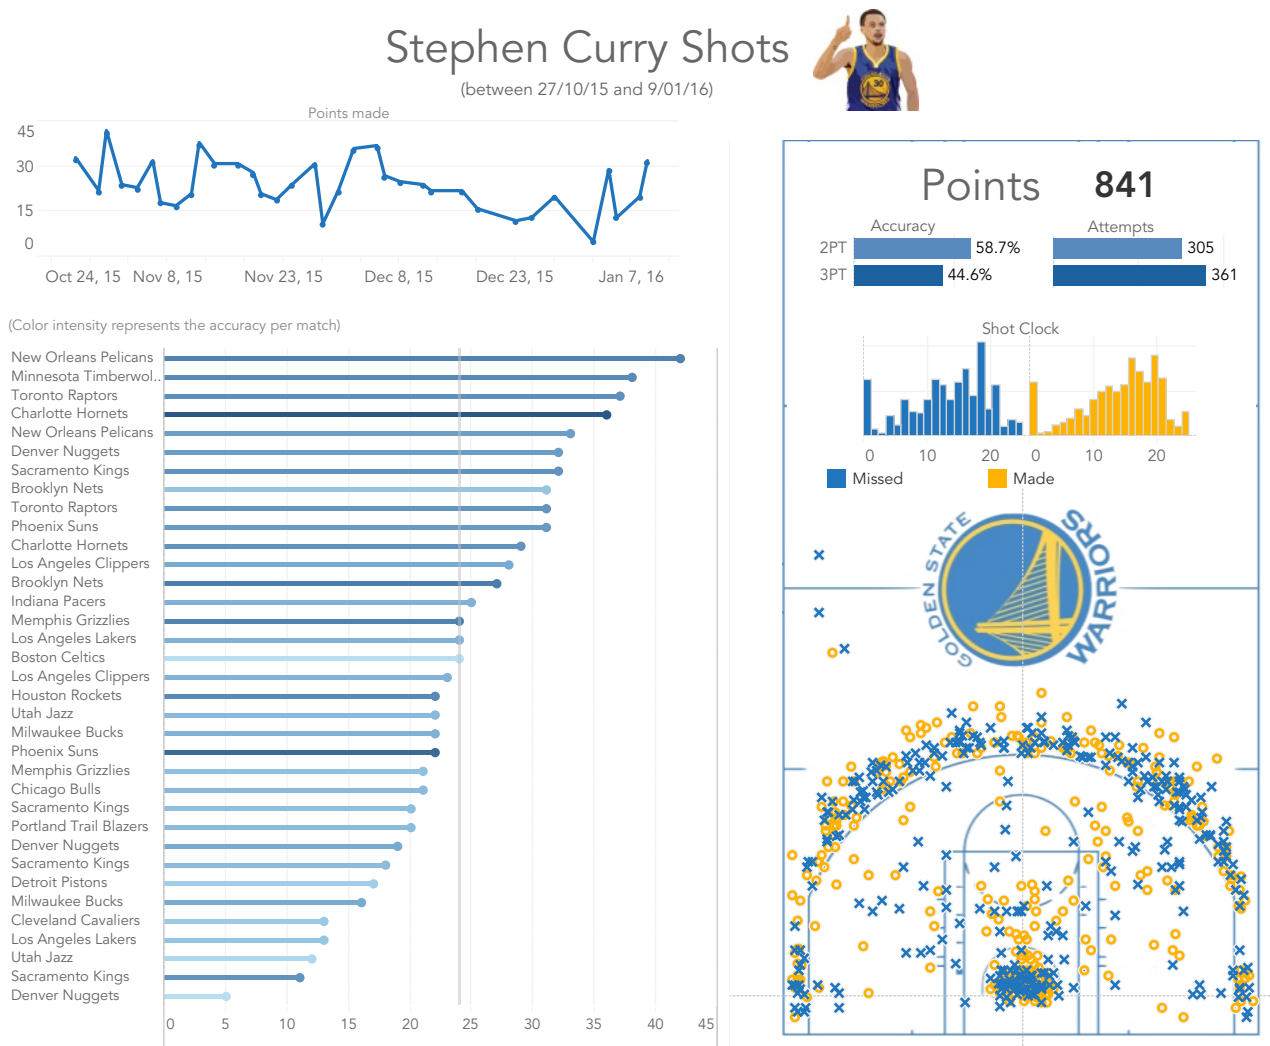 Stephen Curry Shots
(between 27/10/15 and 9/01/16)
30
Points made
45
30
15
0
Oct 24, 15 Nov 8, 15 Nov 23, 15 Dec 8, 15 Dec 23, 15 Jan 7, 16
(Color intensity represents the accuracy per match)
New Orleans Pelicans
Minnesota Timberwol..
Toronto Raptors
Charlotte Hornets
New Orleans Pelicans
Denver Nuggets
Sacramento Kings
Brooklyn Nets
Toronto Raptors
Phoenix Suns
Charlotte Hornets
Los Angeles Clippers
Brooklyn Nets
Indiana Pacers
Memphis Grizzlies
Los Angeles Lakers
Boston Celtics
Los Angeles Clippers
Houston Rockets
Utah Jazz
Milwaukee Bucks
Phoenix Suns
Memphis Grizzlies
Chicago Bulls
Sacramento Kings
Portland Trail Blazers
Denver Nuggets
Sacramento Kings
Detroit Pistons
Milwaukee Bucks
Cleveland Cavaliers
Los Angeles Lakers
Utah Jazz
Sacramento Kings
Denver Nuggets
0 5 10 15 20 25 30 35 40 45
Points 841
Accuracy Attempts
2PT 58.7% 305
3PT 44.6% 361
Shot Clock
0 10 20 0 10 20
Missed Made
GOLDEN STATE
WARRIORS